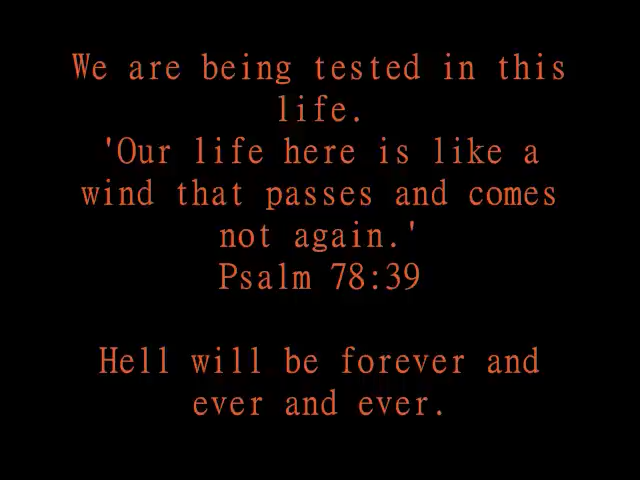 We are being tested in this
life.
'Our life here is like a
wind that passes and comes
not again.'
Psalm 78:39
Hell will be forever and
ever and ever.